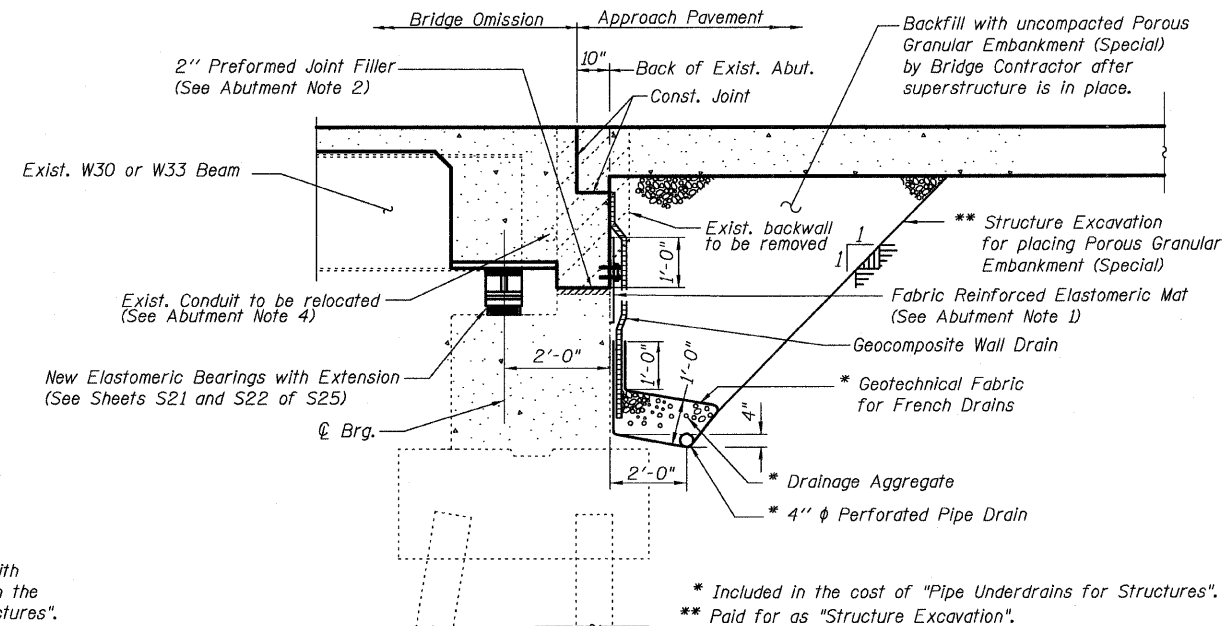 Bridge Omission
Approach Pavement
Backfill with uncompacted Porous
Granular Embankment (Special)
by Bridge Contractor after
superstructure is in place.
10"
2" Preformed Joint Filler
(See Abutment Note 2)
Back of Exist. Abut.
Const. Joint
Exist. W30 or W33 Beam
Exist. backwall
to be removed
1
1
** Structure Excavation
for placing Porous Granular
Embankment (Special)
1'-0"
Exist. Conduit to be relocated
(See Abutment Note 4)
Fabric Reinforced Elastomeric Mat
(See Abutment Note 1)
Geocomposite Wall Drain
2'-0"
1'-0"
1'-0"
New Elastomeric Bearings with Extension
(See Sheets S21 and S22 of S25)
* Geotechnical Fabric
for French Drains
℄ Brg.
4"
2'-0"
* Drainage Aggregate
* 4" ϕ Perforated Pipe Drain
ith
the
ctures".
* Included in the cost of "Pipe Underdrains for Structures".
** Paid for as "Structure Excavation".